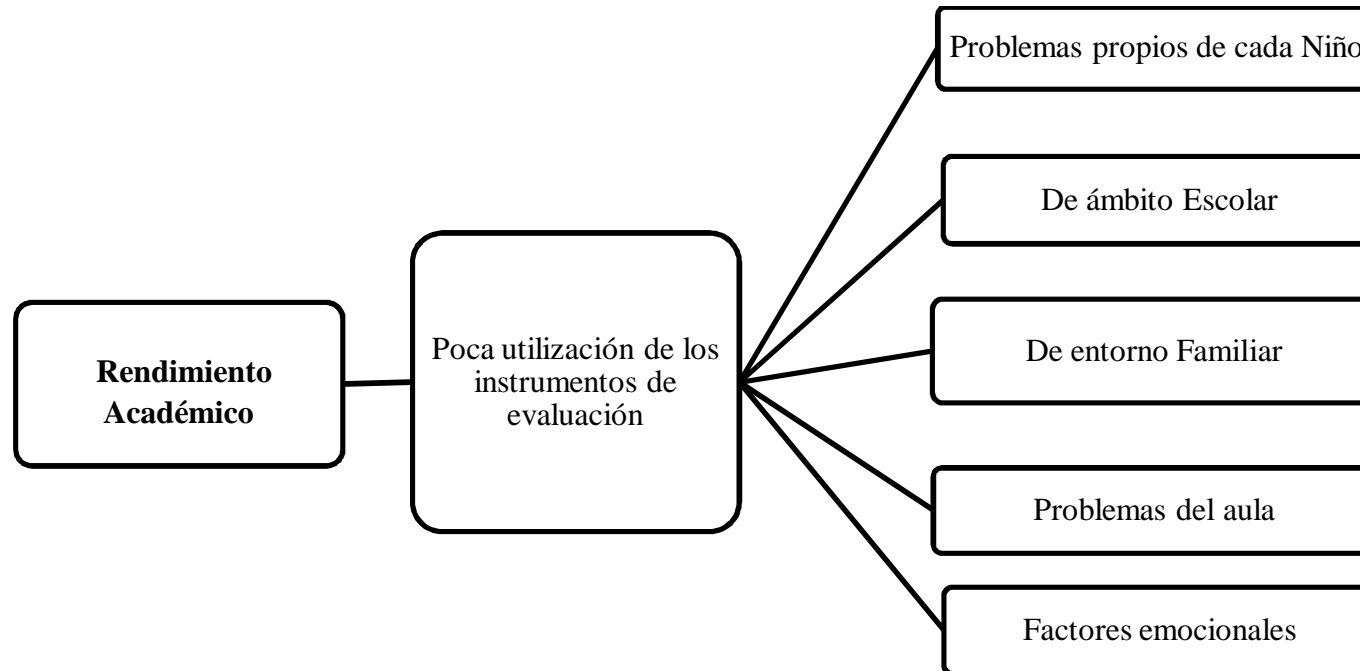 Problemas propios de cada Niño
De ámbito Escolar
Rendimiento
Académico
Poca utilización de los
instrumentos de
evaluación
De entorno Familiar
Problemas del aula
Factores emocionales